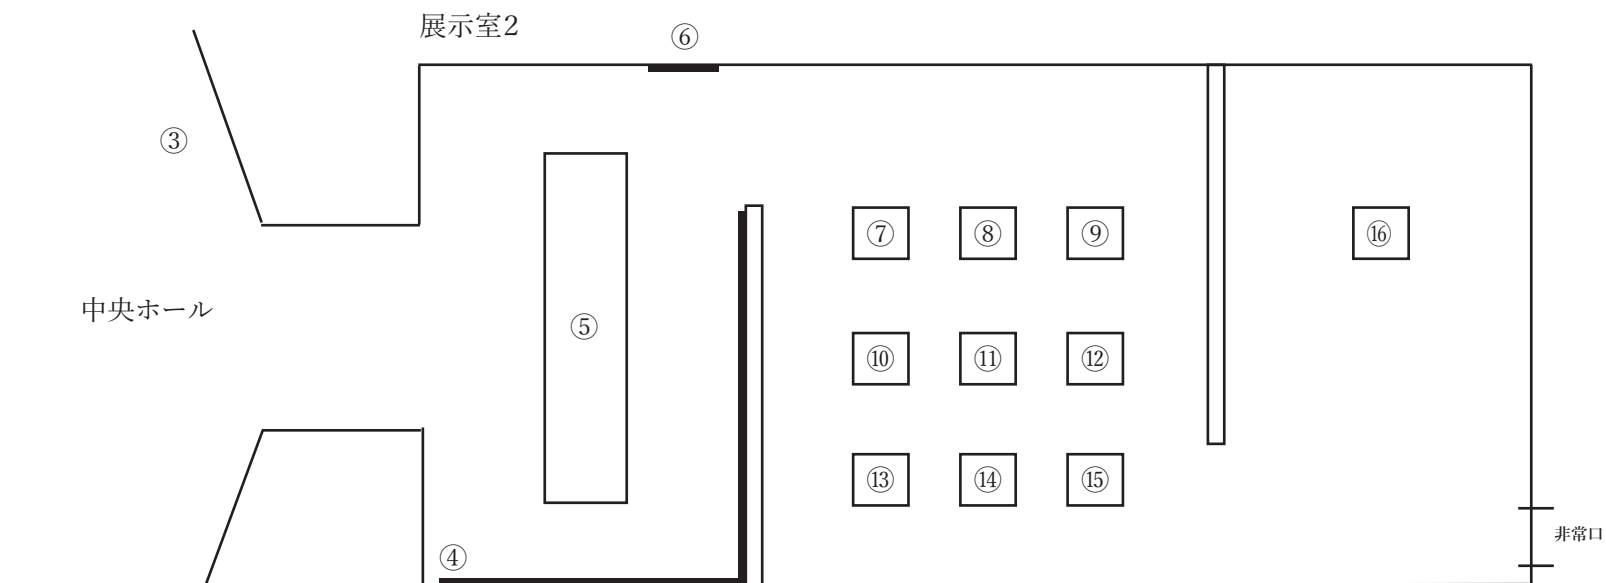 展示室2
⑥
③
⑦ ⑧ ⑨ ⑯
中央ホール
⑤
⑩ ⑪ ⑫
⑬ ⑭ ⑮
非常口
④